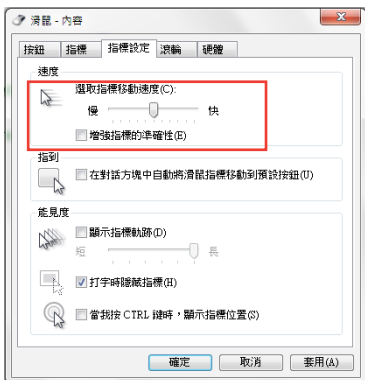 滑鼠 - 內容
按鈕 指標 指標設定 滾輪 硬體
速度
選取指標移動速度(C):
慢 快
增強指標的準確性(E)
指到
在對話方塊中自動將滑鼠指標移動到預設按鈕(U)
能見度
顯示指標軌跡(D)
短 長
打字時隱藏指標(H)
當我按 CTRL 鍵時，顯示指標位置(S)
確定 取消 套用(A)